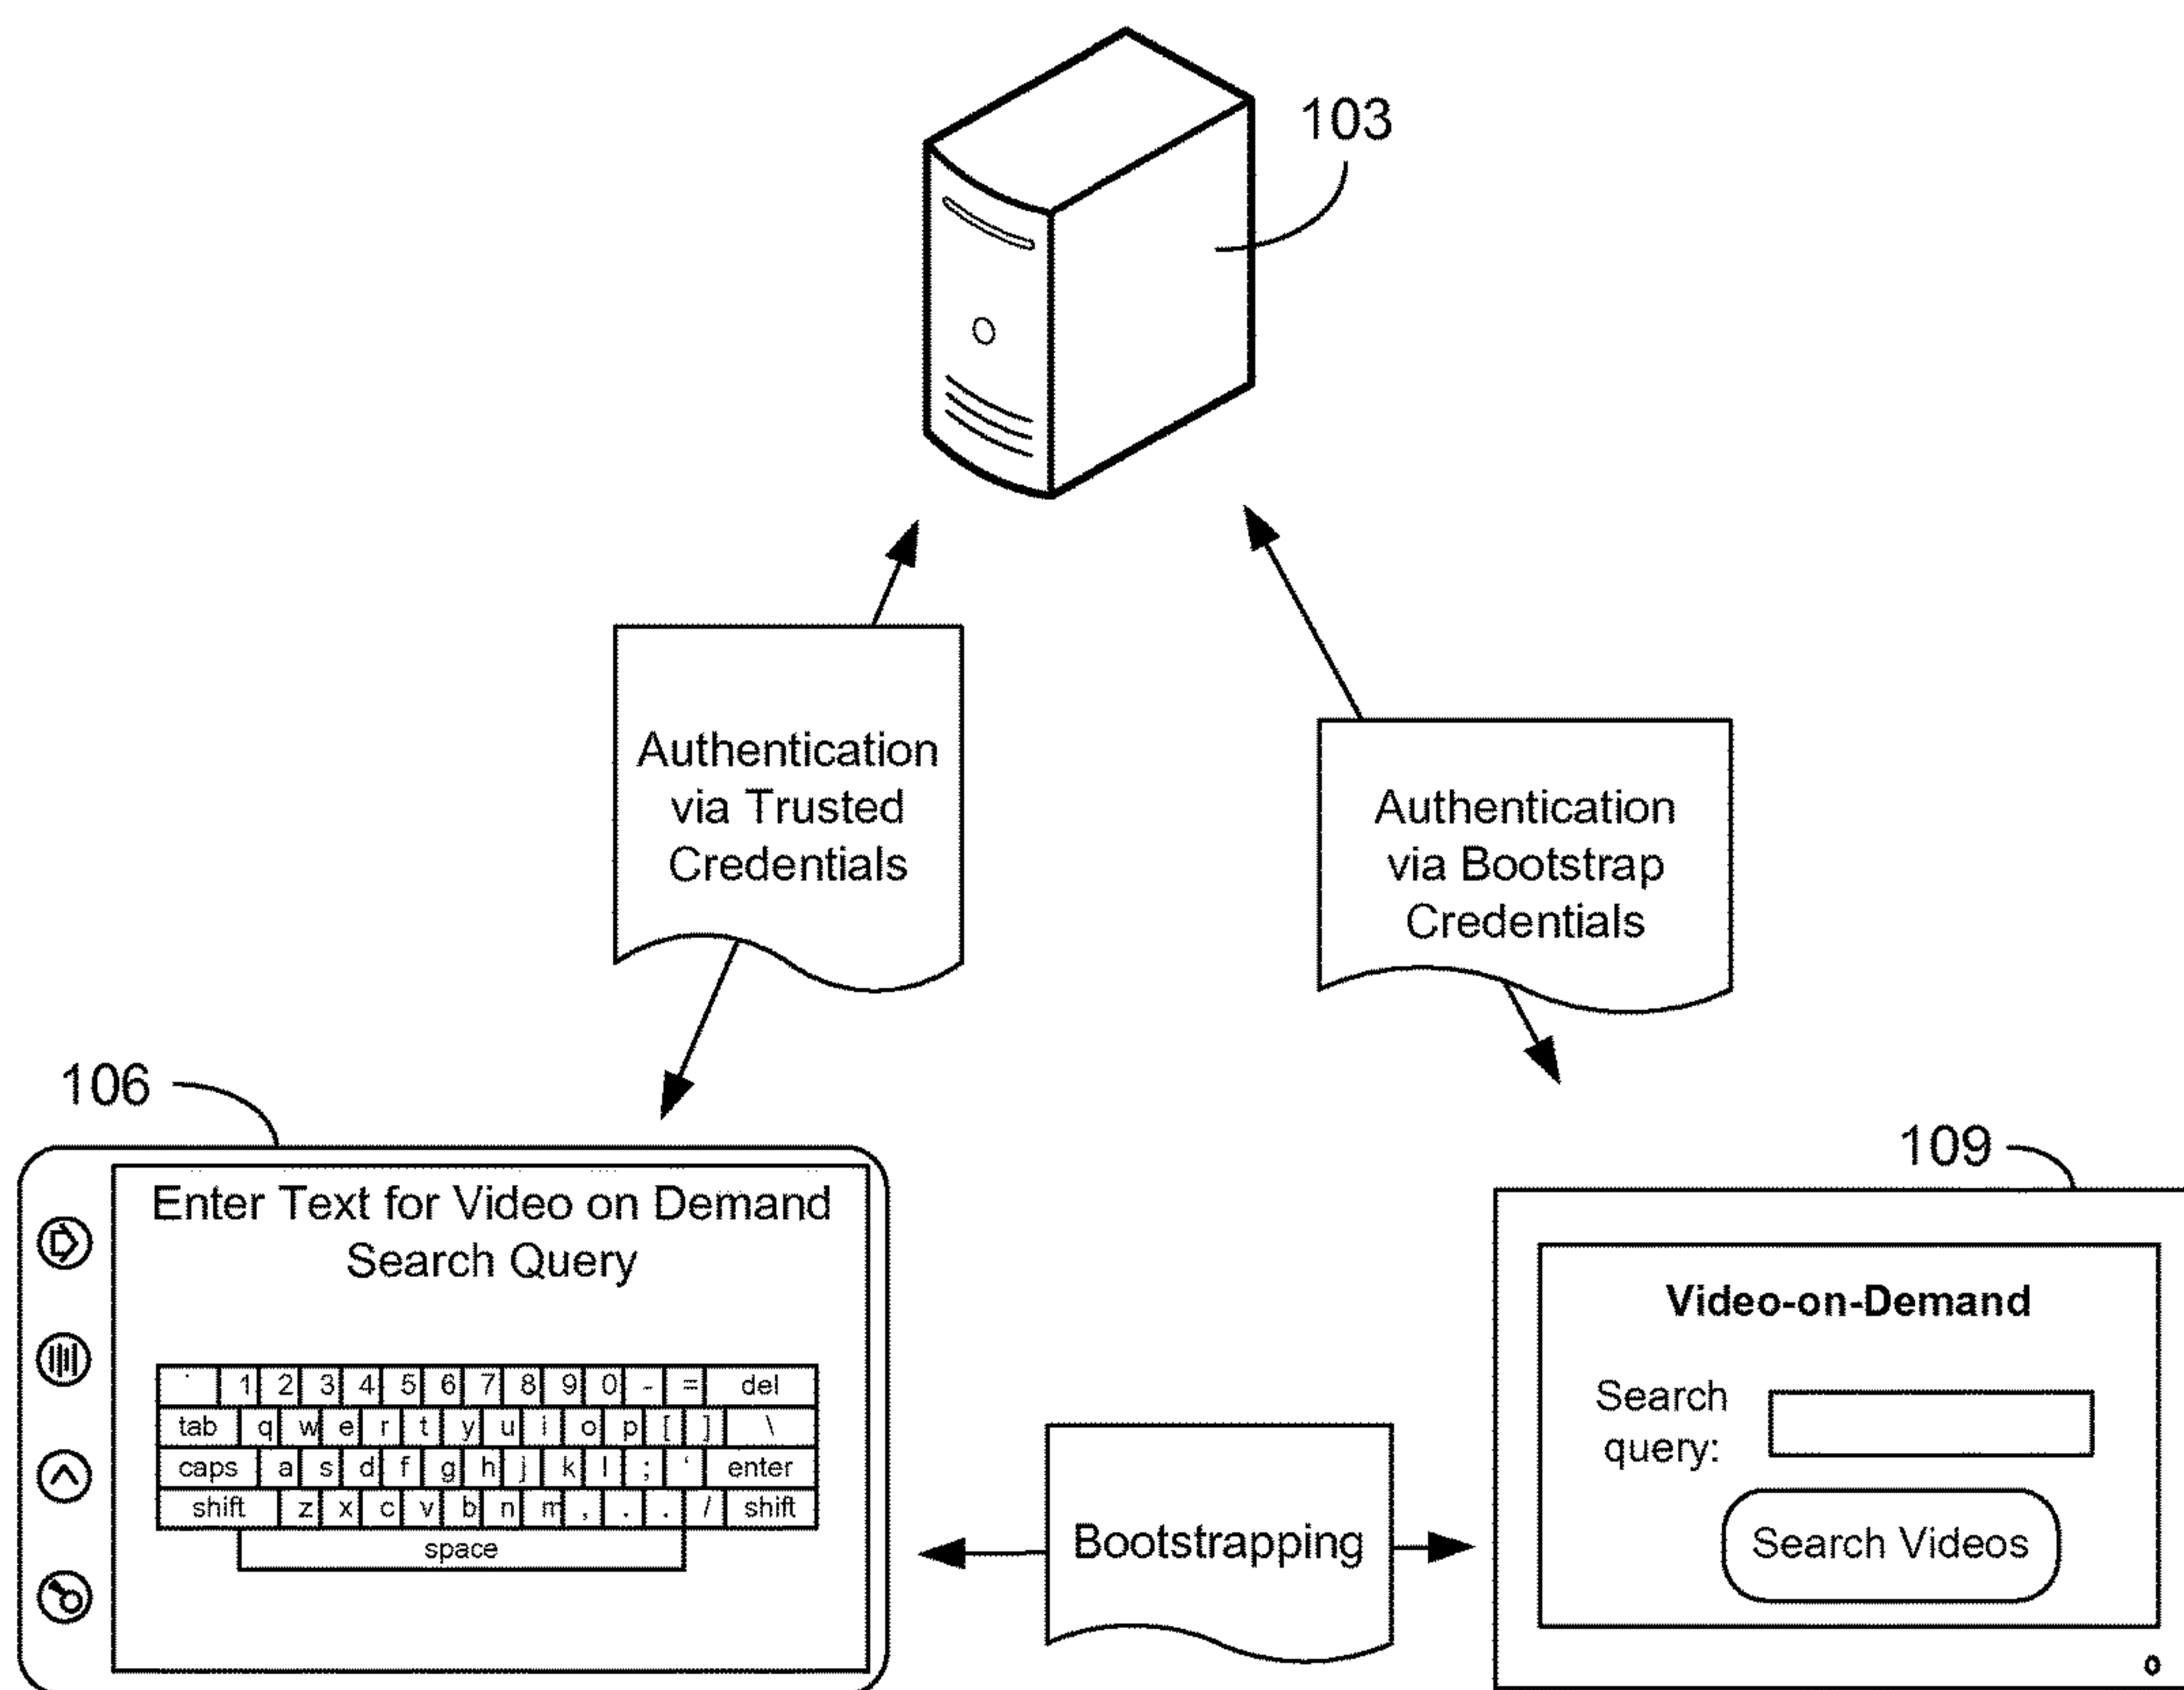 103
Authentication
via Trusted
Credentials
Authentication
via Bootstrap
Credentials
106
Enter Text for Video on Demand
Search Query
` 1 2 3 4 5 6 7 8 9 0 - = del
tab q w e r t y u i o p [ ] \
caps a s d f g h j k l ; ' enter
shift z x c v b n m , . . / shift
space
Bootstrapping
109
Video-on-Demand
Search
query:
Search Videos